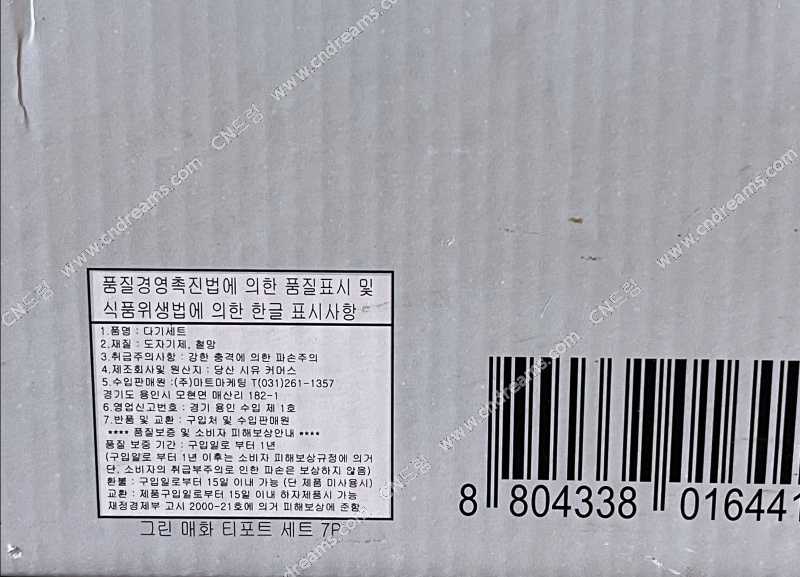 품질경영촉진법에 의한 품질표시 및
식품위생법에 의한 한글 표시사항
1.품명 : 다기세트
2.재질 : 도자기제, 철망
3.취급주의사항 : 강한 충격에 의한 파손주의
4.제조회사및 원산지 : 당산 시유 커머스
5.수입판매원 :(주)마트마케팅 T(031)261-1357
경기도 용인시 모현면 매산리 182-1
6.영업신고번호 : 경기 용인 수입 제 1호
7.반품 및 교환 : 구입처 및 수입판매원
**** 품질보증 및 소비자 피해보상안내 ****
품질 보증 기간 : 구입일로 부터 1년
(구입일로 부터 1년 이후는 소비자 피해보상규정에 의거
단, 소비자의 취급부주의로 인한 파손은 보상하지 않음)
환불 : 구입일로부터 15일 이내 가능 (단 제품 미사용시)
교환 : 제품구입일로부터 15일 이내 하자제품시 가능
재정경제부 고시 2000-21호에 의거 피해보상에 준함
그린 매화 티포트 세트 7P
8 804338 016441
CN드림 www.cndreams.com